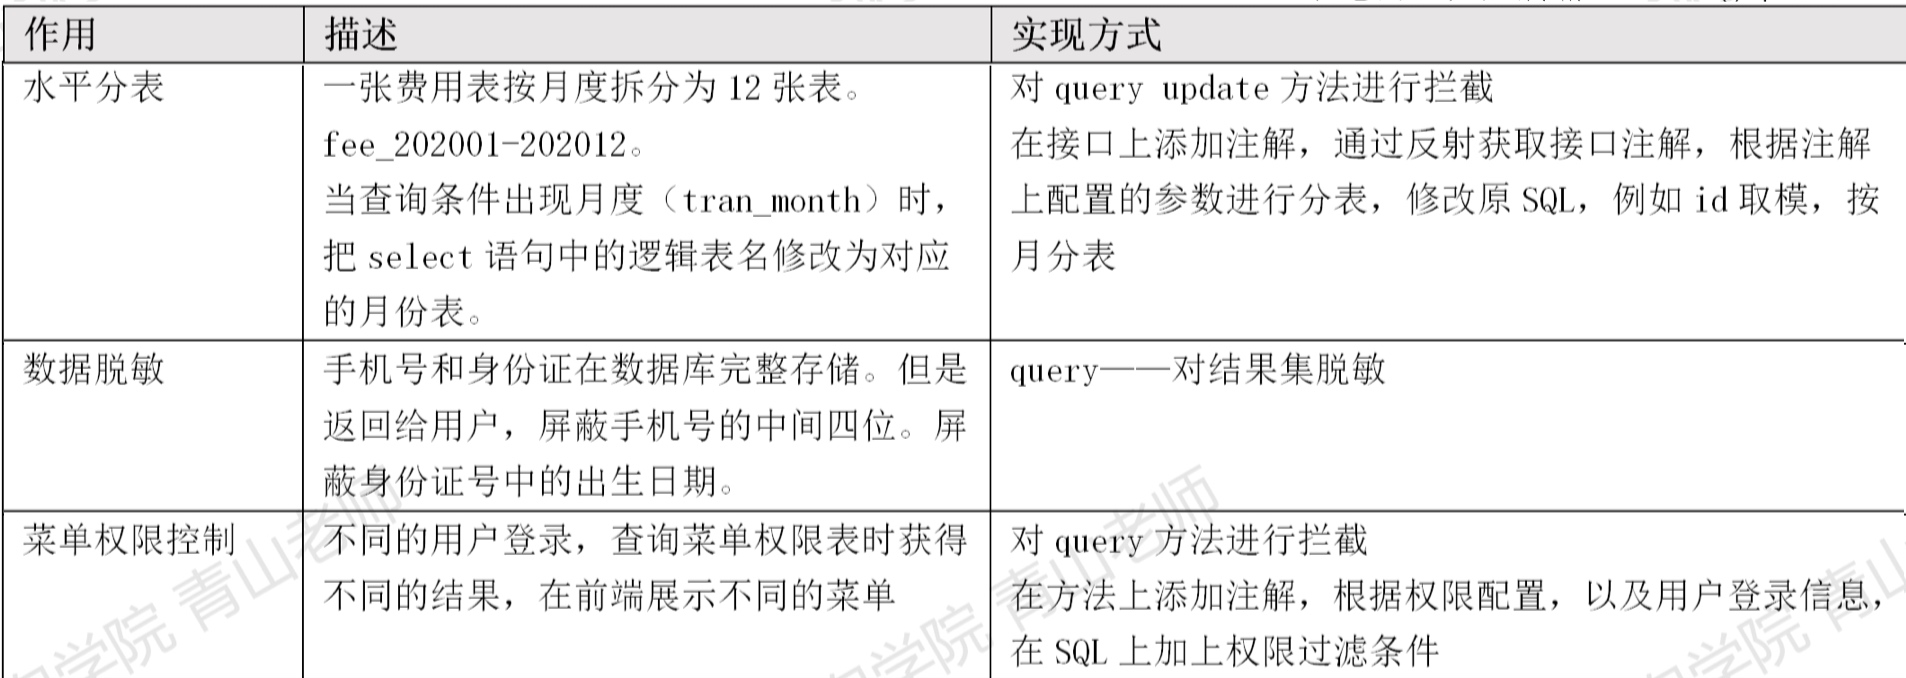 作用
描述
实现方式
水平分表
一张费用表按月度拆分为 12 张表。
fee_202001-202012。
当查询条件出现月度（tran_month）时，
把 select 语句中的逻辑表名修改为对应
的月份表。
对 query update 方法进行拦截
在接口上添加注解，通过反射获取接口注解，根据注解
上配置的参数进行分表，修改原 SQL，例如 id 取模，按
月分表
数据脱敏
手机号和身份证在数据库完整存储。但是
返回给用户，屏蔽手机号的中间四位。屏
蔽身份证号中的出生日期。
query——对结果集脱敏
菜单权限控制
不同的用户登录，查询菜单权限表时获得
不同的结果，在前端展示不同的菜单
对 query 方法进行拦截
在方法上添加注解，根据权限配置，以及用户登录信息，
在 SQL 上加上权限过滤条件
学院 青山老师
学院 青山老师
学院 青山